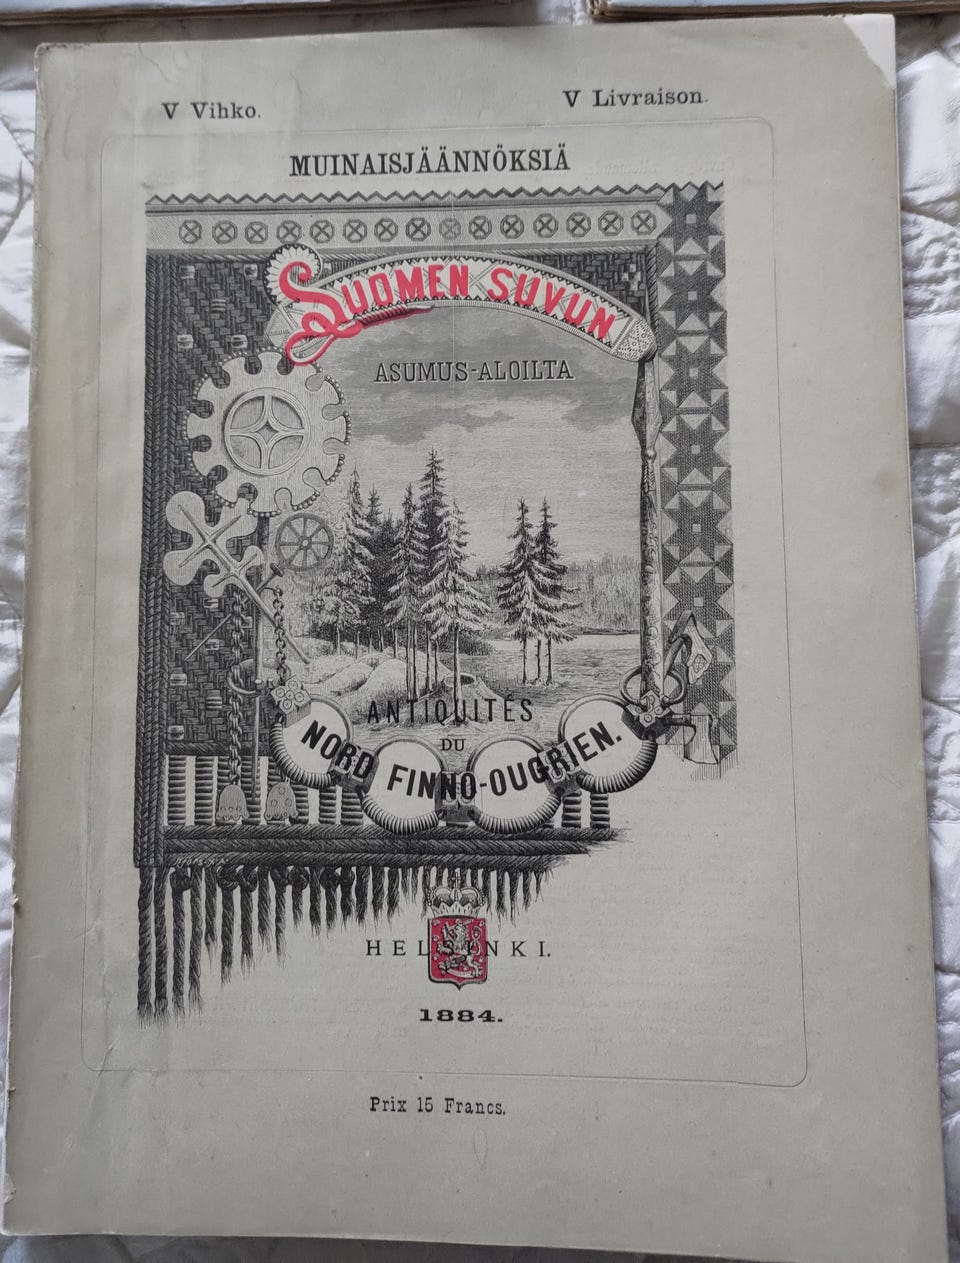 V Vihko.
V Livraison.
MUINAISJÄÄNNÖKSIÄ
SUOMEN SUVUN
ASUMUS-ALOILTA
ANTIQUITÉS
DU
NORD FINNO-OUGRIEN.
HELSINKI.
1884.
Prix 15 Francs.